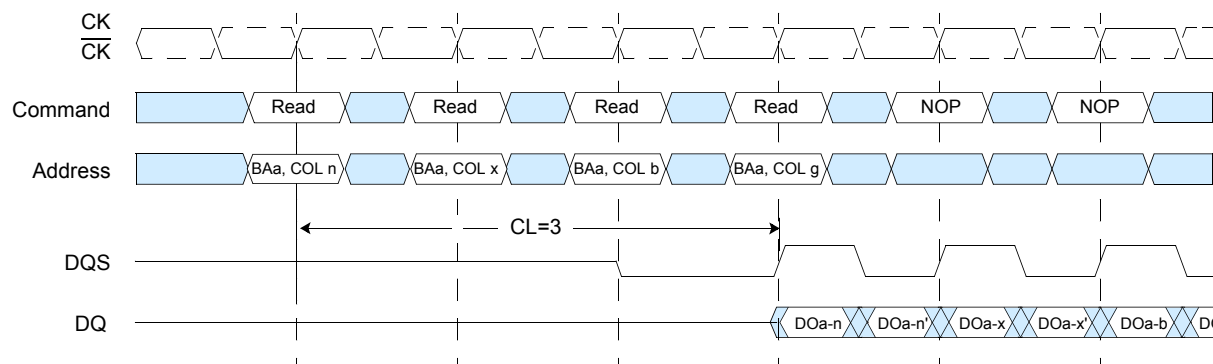 CK
CK
Command Read Read Read Read NOP NOP
Address BAa, COL n BAa, COL x BAa, COL b BAa, COL g
CL=3
DQS
DQ DOa-n DOa-n' DOa-x DOa-x' DOa-b